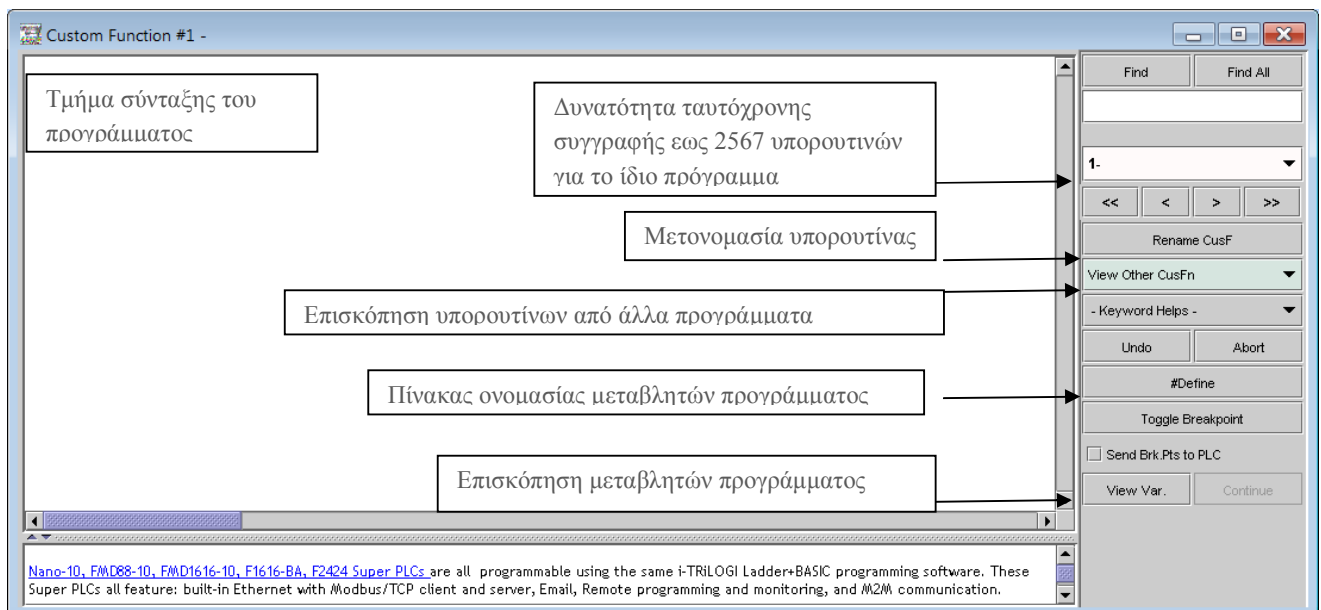 Custom Function #1 -
Τμήμα σύνταξης του
προγράμματος
Δυνατότητα ταυτόχρονης
συγγραφής εως 2567 υπορουτινών
για το ίδιο πρόγραμμα
Μετονομασία υπορουτίνας
Επισκόπηση υπορουτίνων από άλλα προγράμματα
Πίνακας ονομασίας μεταβλητών προγράμματος
Επισκόπηση μεταβλητών προγράμματος
Find Find All
1-
<< < > >>
Rename CusF
View Other CusFn
- Keyword Helps -
Undo Abort
#Define
Toggle Breakpoint
Send Brk.Pts to PLC
View Var. Continue
Nano-10, FMD88-10, FMD1616-10, F1616-BA, F2424 Super PLCs are all programmable using the same i-TRiLOGI Ladder+BASIC programming software. These
Super PLCs all feature: built-in Ethernet with Modbus/TCP client and server, Email, Remote programming and monitoring, and M2M communication.